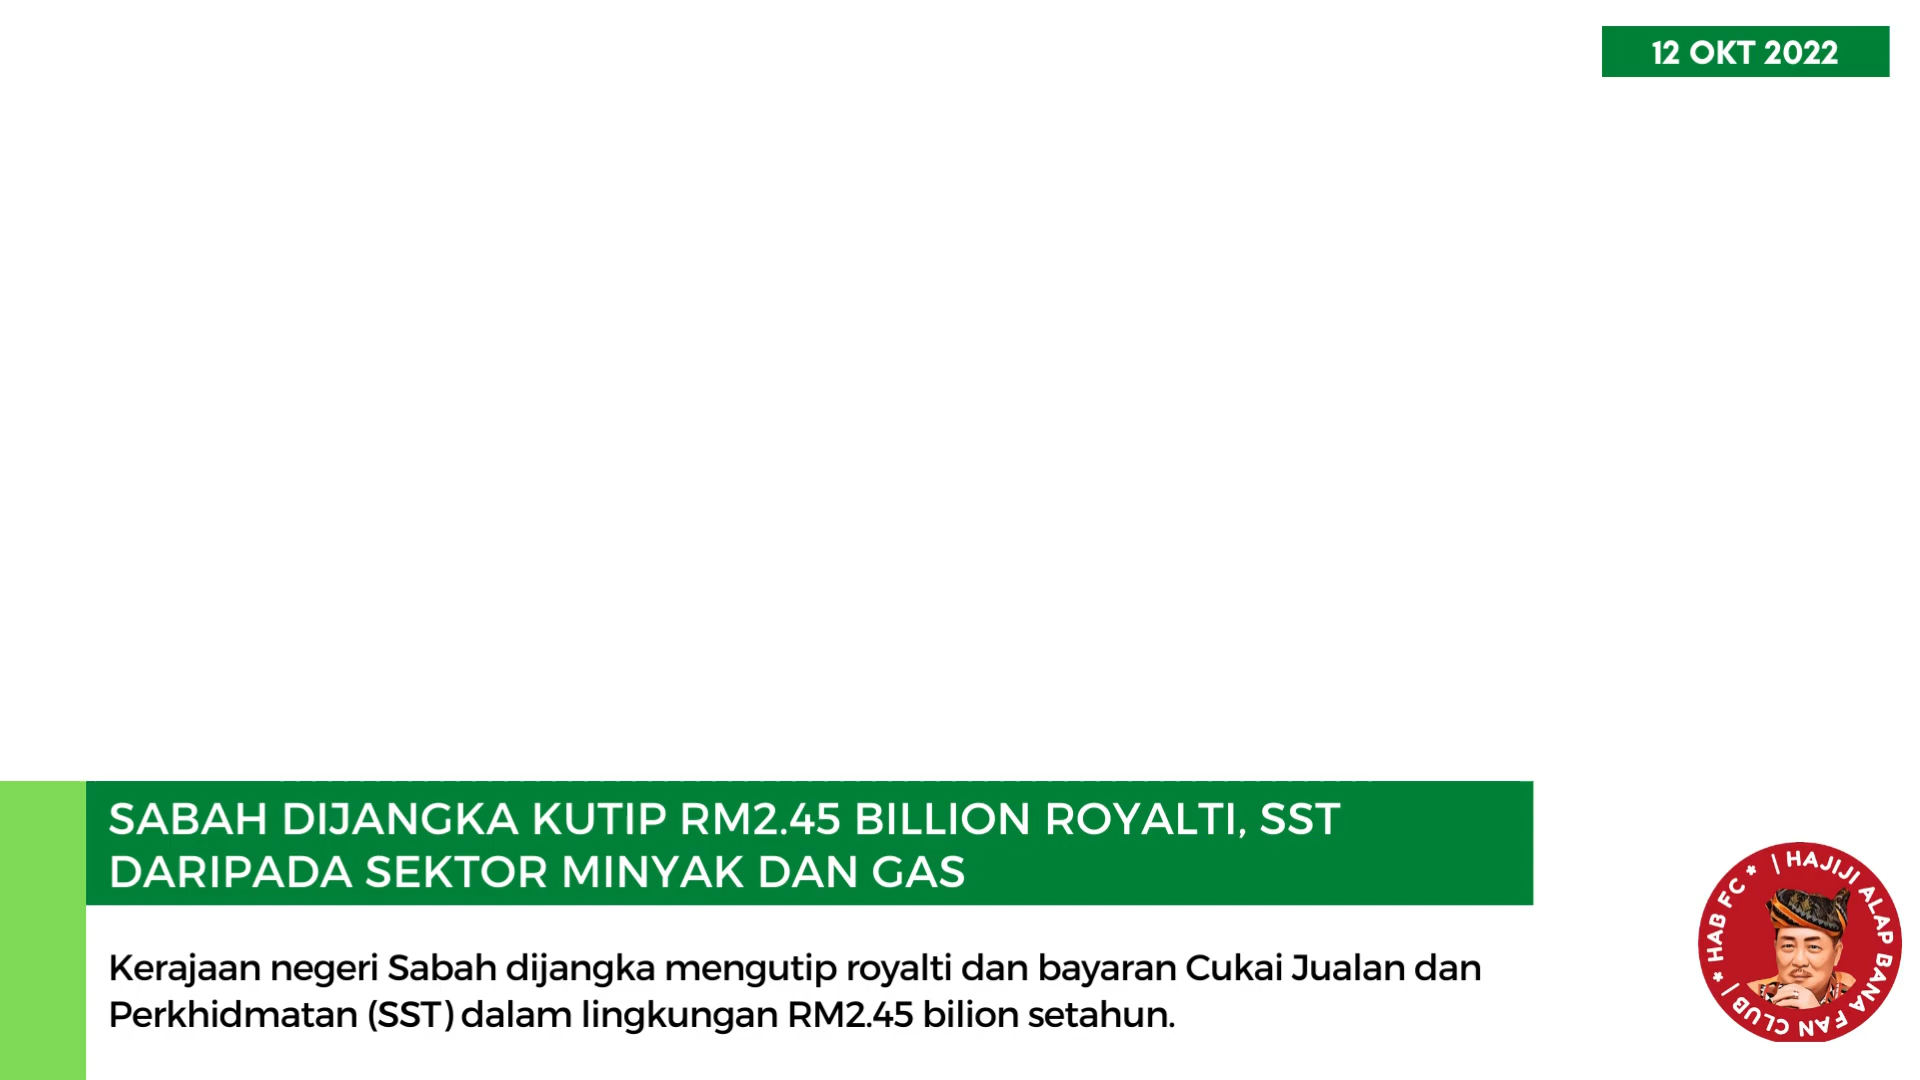 12 OKT 2022
SABAH DIJANGKA KUTIP RM2.45 BILLION ROYALTI, SST
DARIPADA SEKTOR MINYAK DAN GAS
Kerajaan negeri Sabah dijangka mengutip royalti dan bayaran Cukai Jualan dan
Perkhidmatan (SST) dalam lingkungan RM2.45 bilion setahun.
| HAJIJI ALAP BANA FAN CLUB | * HAB FC *